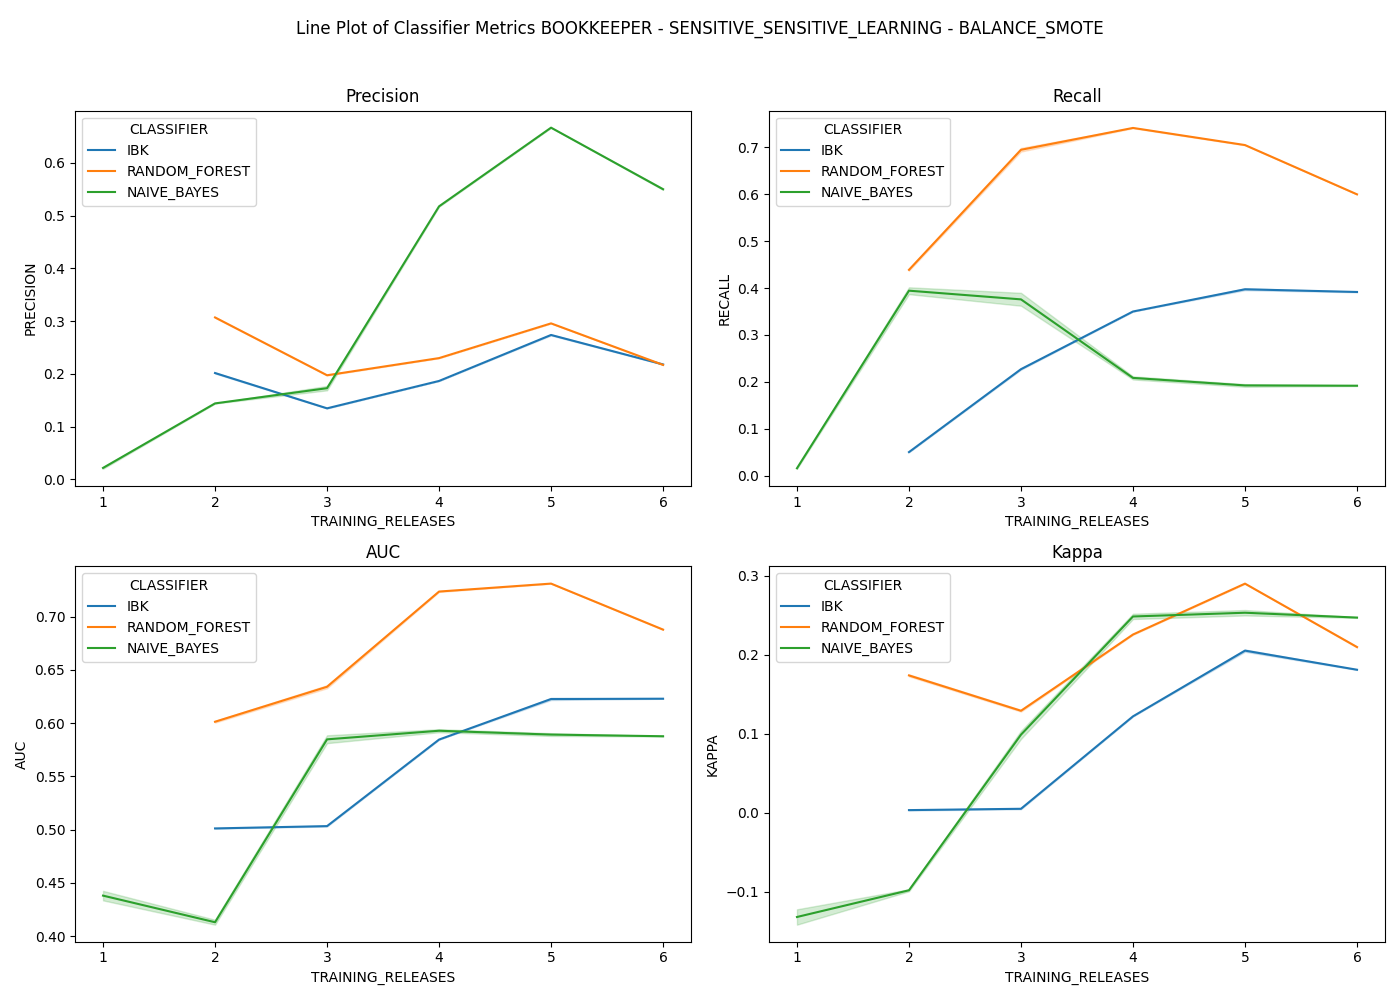 Line Plot of Classifier Metrics BOOKKEEPER - SENSITIVE_SENSITIVE_LEARNING - BALANCE_SMOTE
Precision
CLASSIFIER
IBK
RANDOM_FOREST
NAIVE_BAYES
PRECISION
0.6
0.5
0.4
0.3
0.2
0.1
0.0
1 2 3 4 5 6
TRAINING_RELEASES
Recall
CLASSIFIER
IBK
RANDOM_FOREST
NAIVE_BAYES
RECALL
0.7
0.6
0.5
0.4
0.3
0.2
0.1
0.0
1 2 3 4 5 6
TRAINING_RELEASES
AUC
CLASSIFIER
IBK
RANDOM_FOREST
NAIVE_BAYES
AUC
0.70
0.65
0.60
0.55
0.50
0.45
0.40
1 2 3 4 5 6
TRAINING_RELEASES
Kappa
CLASSIFIER
IBK
RANDOM_FOREST
NAIVE_BAYES
KAPPA
0.3
0.2
0.1
0.0
−0.1
1 2 3 4 5 6
TRAINING_RELEASES